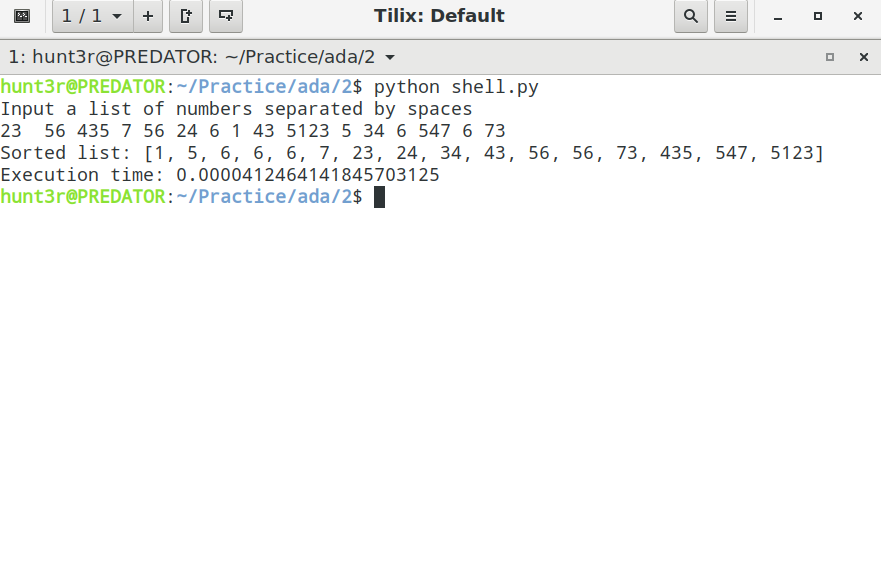 1 / 1
Tilix: Default
1: hunt3r@PREDATOR: ~/Practice/ada/2
hunt3r@PREDATOR:~/Practice/ada/2$ python shell.py
Input a list of numbers separated by spaces
23  56 435 7 56 24 6 1 43 5123 5 34 6 547 6 73
Sorted list: [1, 5, 6, 6, 6, 7, 23, 24, 34, 43, 56, 56, 73, 435, 547, 5123]
Execution time: 0.0000412464141845703125
hunt3r@PREDATOR:~/Practice/ada/2$